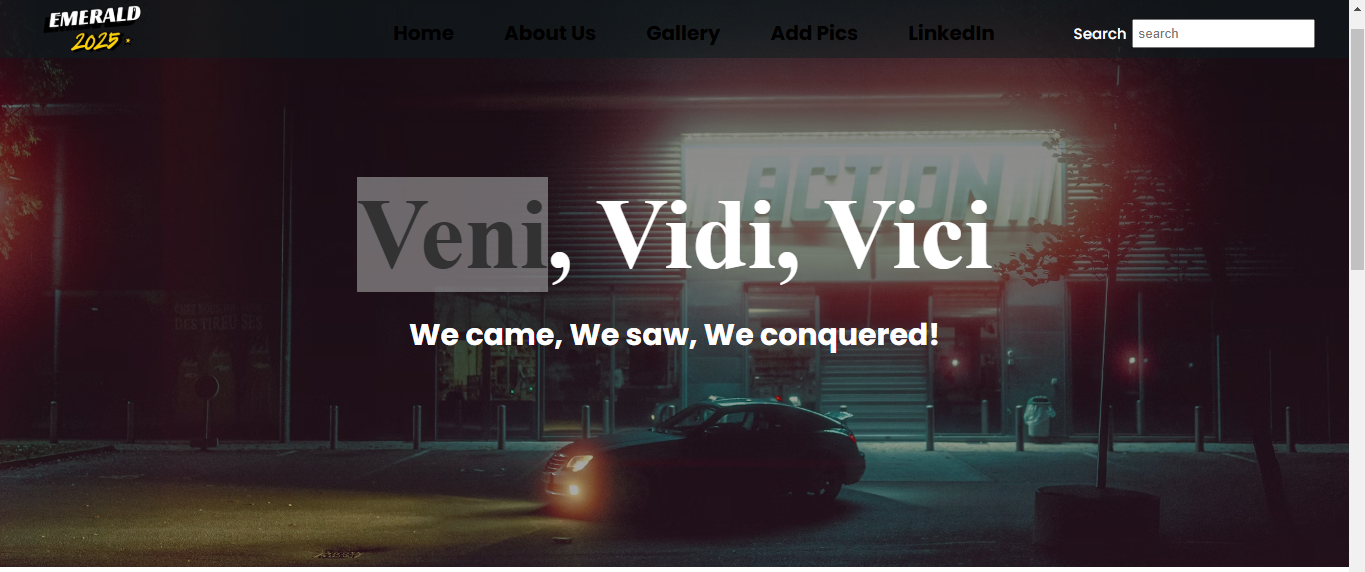 EMERALD
2025
Home About Us Gallery Add Pics LinkedIn Search search
ACTION
Veni, Vidi, Vici
We came, We saw, We conquered!